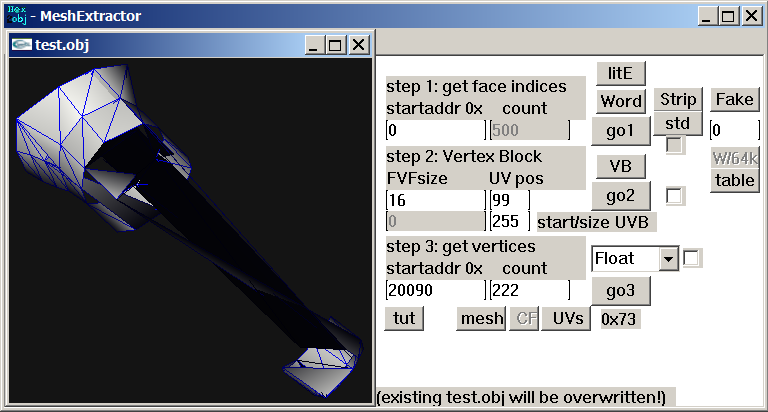 Hex
obj - MeshExtractor
test.obj
litE
step 1: get face indices
Word Strip Fake
startaddr 0x count
std
0 500 go1 0
step 2: Vertex Block
VB W/64k
FVFsize UV pos
table
16 99 go2
0 255 start/size UVB
step 3: get vertices
Float
startaddr 0x count
20090 222 go3
tut mesh CF UVs 0x73
(existing test.obj will be overwritten!)